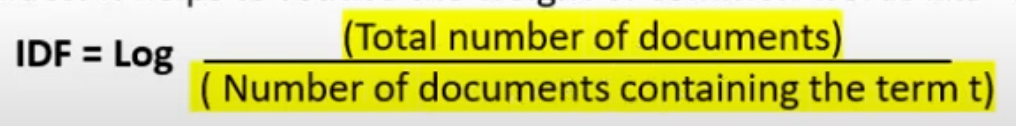 (Total number of documents)
IDF = Log
( Number of documents containing the term t)